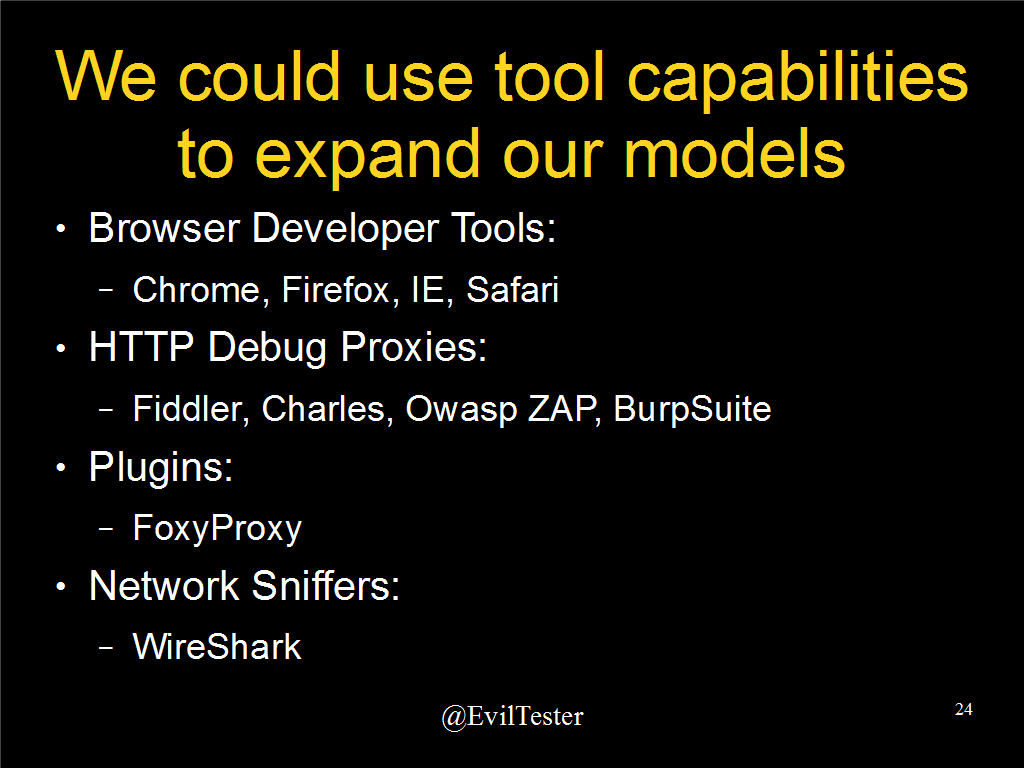 We could use tool capabilities
to expand our models
• Browser Developer Tools:
– Chrome, Firefox, IE, Safari
• HTTP Debug Proxies:
– Fiddler, Charles, Owasp ZAP, BurpSuite
• Plugins:
– FoxyProxy
• Network Sniffers:
– WireShark
@EvilTester
24